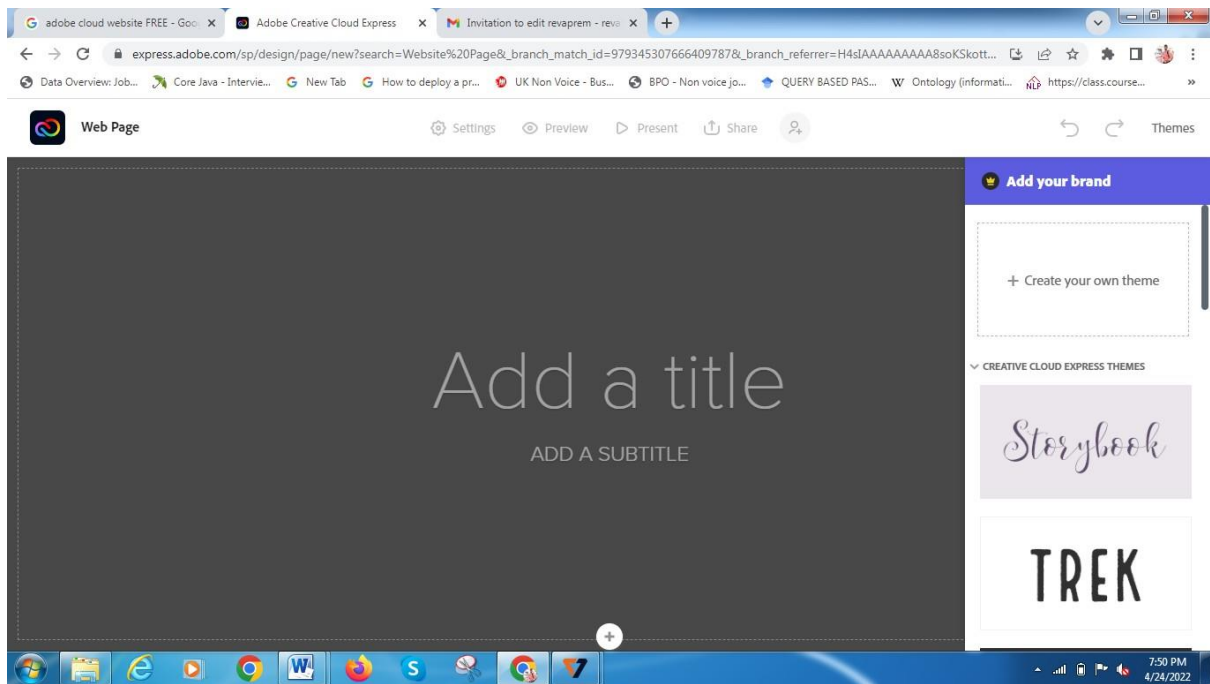 adobe cloud website FREE - Goo
Adobe Creative Cloud Express
Invitation to edit revaprem - reva
express.adobe.com/sp/design/page/new?search=Website%20Page&_branch_match_id=979345307666409787&_branch_referrer=H4sIAAAAAAAAA8soKSkott...
Data Overview: Job...
Core Java - Intervie...
New Tab
How to deploy a pr...
UK Non Voice - Bus...
BPO - Non voice jo...
QUERY BASED PAS...
Ontology (informati...
https://class.course...
»
Web Page
Settings
Preview
Present
Share
Themes
Add your brand
+ Create your own theme
CREATIVE CLOUD EXPRESS THEMES
Storybook
TREK
Add a title
ADD A SUBTITLE
7:50 PM
4/24/2022